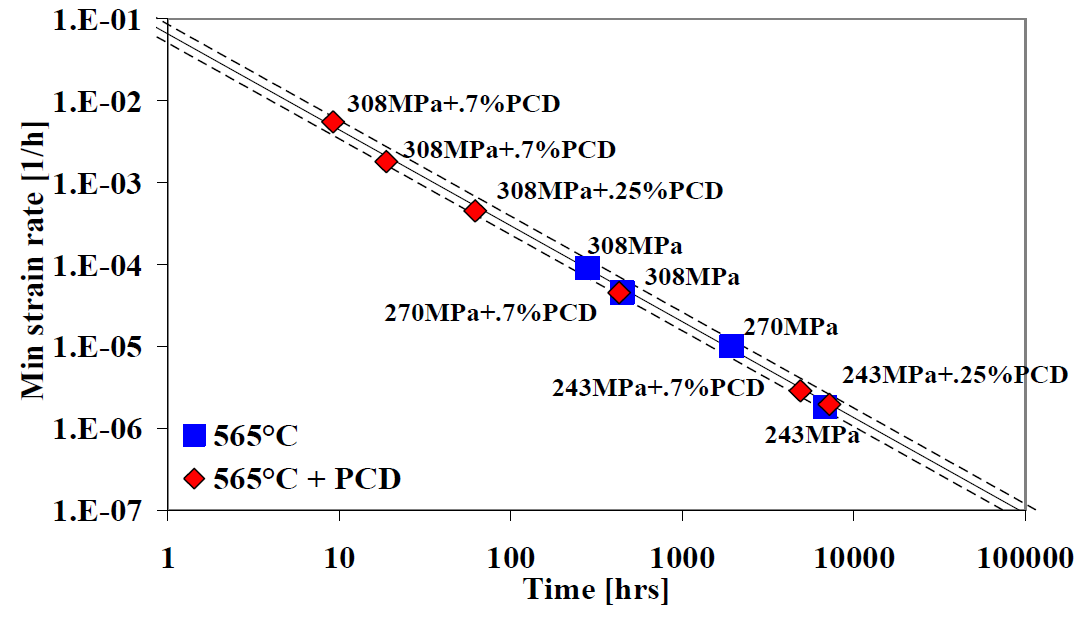 1.E-01
1.E-02
1.E-03
1.E-04
1.E-05
1.E-06
1.E-07
Min strain rate [1/h]
308MPa+.7%PCD
308MPa+.7%PCD
308MPa+.25%PCD
308MPa
308MPa
270MPa+.7%PCD
270MPa
243MPa+.25%PCD
243MPa+.7%PCD
243MPa
565°C
565°C + PCD
1 10 100 1000 10000 100000
Time [hrs]